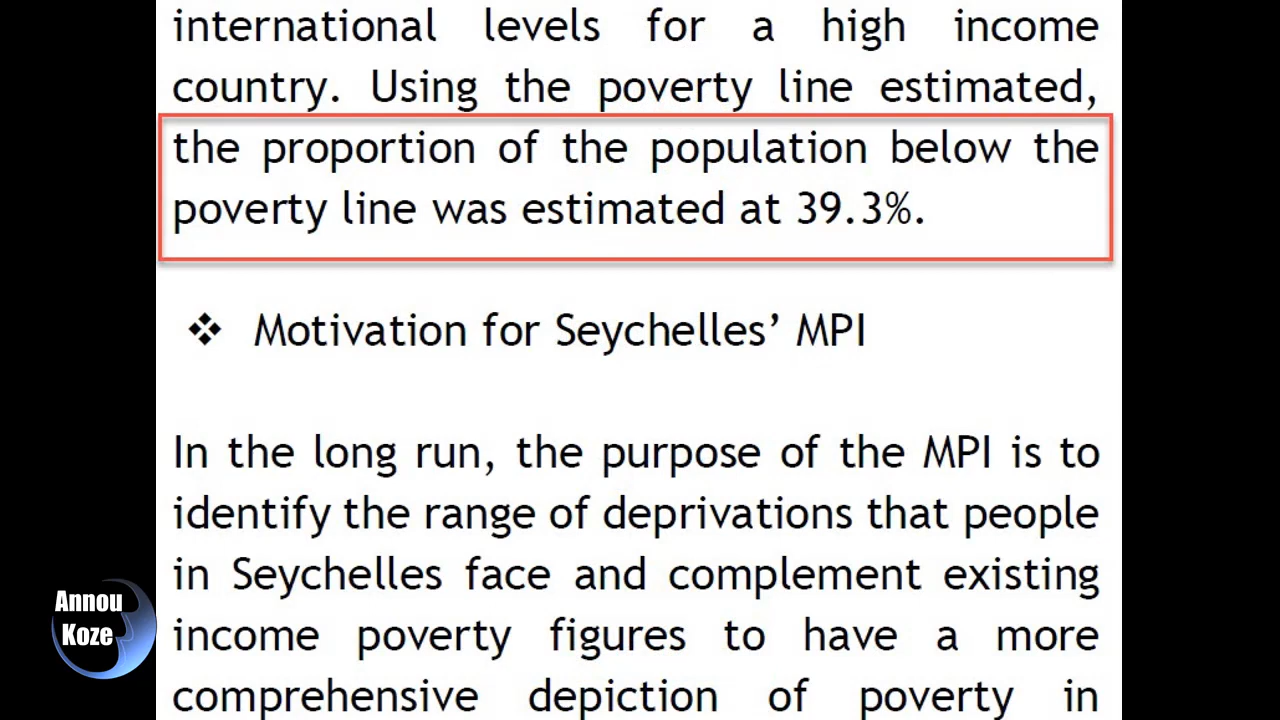 international levels for a high income
country. Using the poverty line estimated,
the proportion of the population below the
poverty line was estimated at 39.3%.
❖ Motivation for Seychelles’ MPI
In the long run, the purpose of the MPI is to
identify the range of deprivations that people
in Seychelles face and complement existing
income poverty figures to have a more
comprehensive depiction of poverty in
Annou
Koze